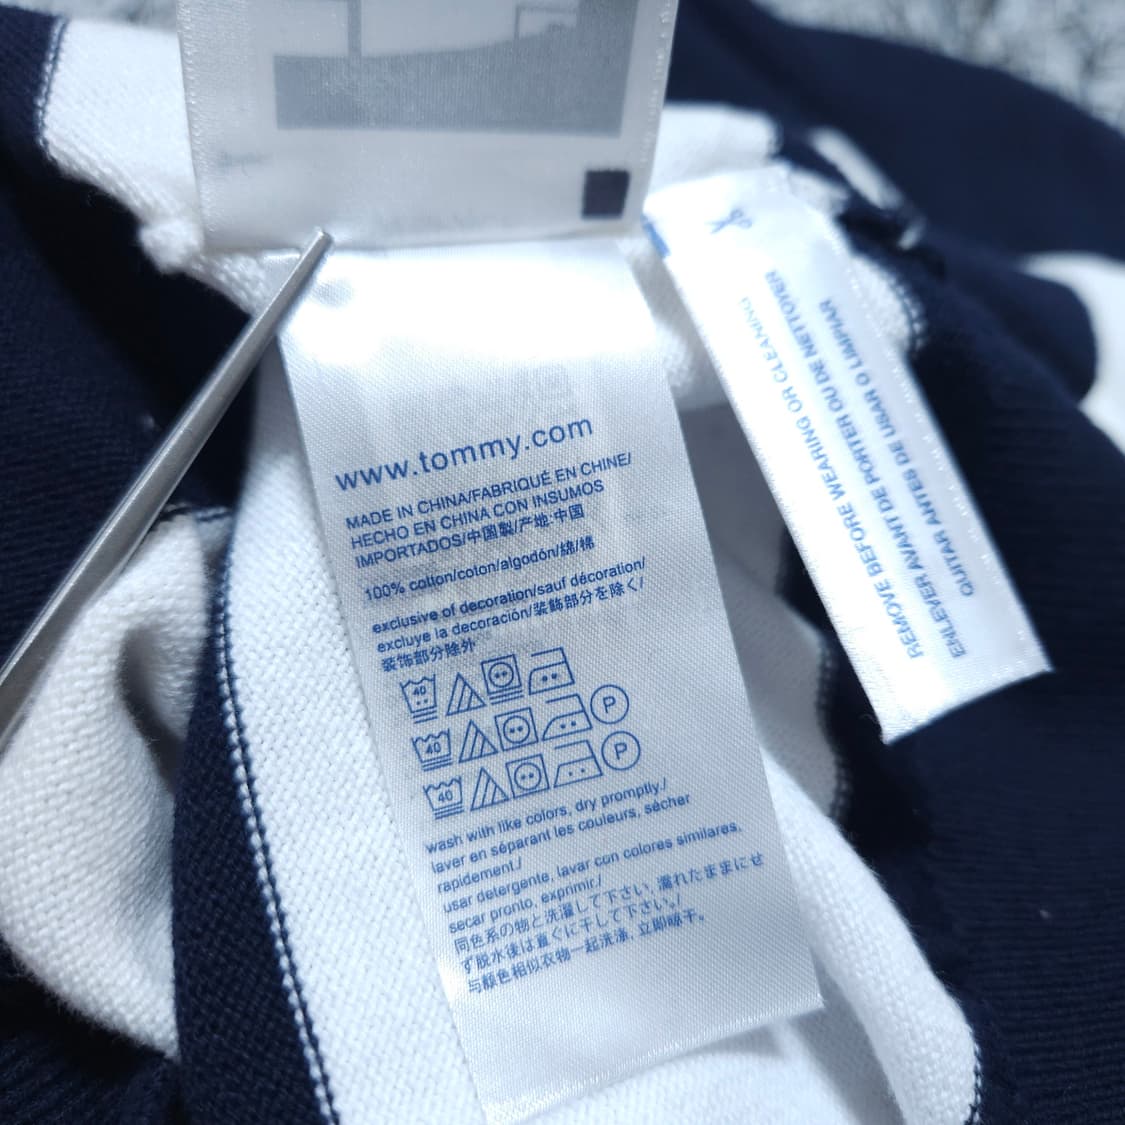 www.tommy.com
MADE IN CHINA/FABRIQUÉ EN CHINE/
HECHO EN CHINA CON INSUMOS
IMPORTADOS/中国製/产地:中国
100% cotton/coton/algodón/綿/棉
exclusive of decoration/sauf décoration/
excluye la decoración/装飾部分を除く/
装饰部分除外
40
40 P
40 P
wash with like colors, dry promptly./
laver en séparant les couleurs, sécher
rapidement./
usar detergente, lavar con colores similares,
secar pronto, exprimir./
同色系の物と洗濯して下さい, 濡れたままにせ
ず脱水後は直ぐに干して下さい。/
与颜色相似衣物一起洗涤, 立即晾干。
REMOVE BEFORE WEARING OR CLEANING
ENLEVER AVANT DE PORTER OU DE NETTOYER
QUITAR ANTES DE USAR O LIMPIAR